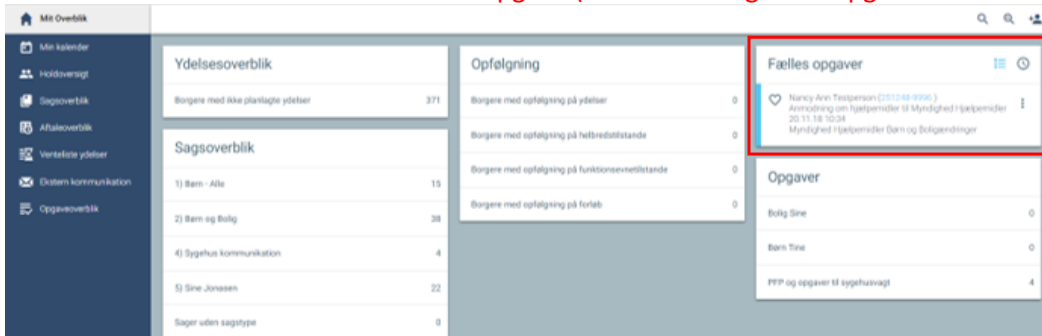 Mit Overblik
Min kalender
Holdoversigt
Sagsoverblik
Aftaleoverblik
Venteliste ydelser
Ekstern kommunikation
Opgaveoverblik
Ydelsesoverblik
Borgere med ikke planlagte ydelser 371
Sagsoverblik
1) Børn - Alle 15
2) Børn og Bolig 38
4) Sygehus kommunikation 4
5) Sine Jonasen 22
Sager uden sagstype 0
Opfølgning
Borgere med opfølgning på ydelser 0
Borgere med opfølgning på helbredstilstande 0
Borgere med opfølgning på funktionsevnetilstande 0
Borgere med opfølgning på forløb 0
Fælles opgaver
Nancy Ann Testperson (251248-9996)
Anmodning om hjælpemidler til Myndighed Hjælpemidler
20.11.18 10:34
Myndighed Hjælpemidler Børn og Boligændringer
Opgaver
Bolig Sine 0
Børn Tine 0
PFP og opgaver til sygehusvagt 4